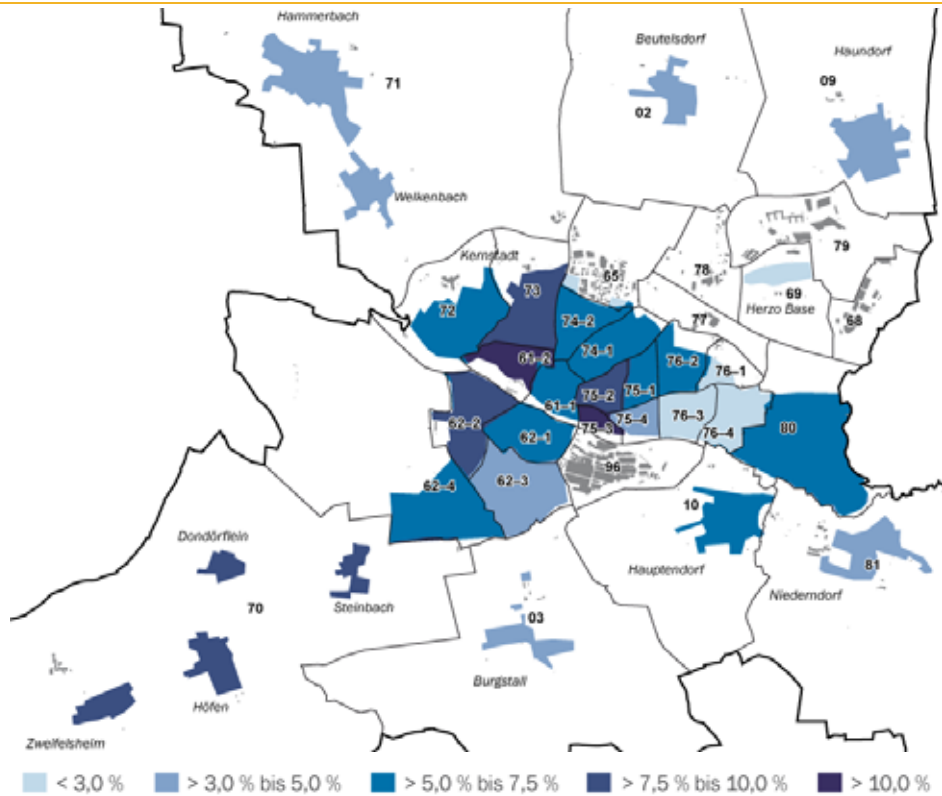 Hammerbach
Beutelsdorf
Haundorf
09
71
02
Welkenbach
79
Kernstadt
65
78
73
69
72
Herzo Base
77
68
74–2
74–1
61–2
76–2
76–1
75–2
75–1
61–1
75–4
76–3
62–2
75–3
80
62–1
76–4
96
62–3
62–4
10
Dondörflein
81
Hauptendorf
Niederndorf
70
Steinbach
03
Burgstall
Höfen
Zweifelsheim
< 3,0 %
> 3,0 % bis 5,0 %
> 5,0 % bis 7,5 %
> 7,5 % bis 10,0 %
> 10,0 %